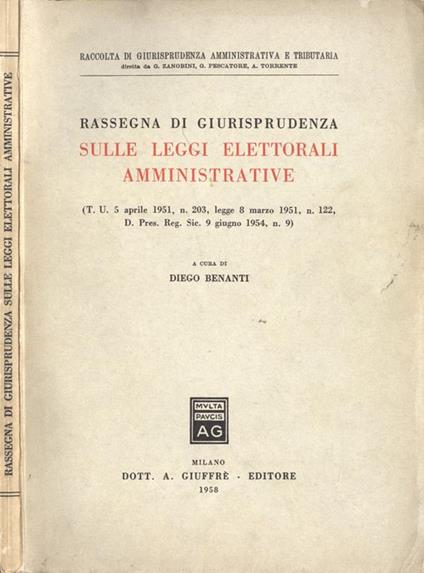 RASSEGNA DI GIURISPRUDENZA SULLE LEGGI ELETTORALI AMMINISTRATIVE
RACCOLTA DI GIURISPRUDENZA AMMINISTRATIVA E TRIBUTARIA
diretta da G. ZANOBINI, G. PESCATORE, A. TORRENTE
RASSEGNA DI GIURISPRUDENZA
SULLE LEGGI ELETTORALI
AMMINISTRATIVE
(T. U. 5 aprile 1951, n. 203, legge 8 marzo 1951, n. 122,
D. Pres. Reg. Sic. 9 giugno 1954, n. 9)
A CURA DI
DIEGO BENANTI
MVLTA
PAVCIS
AG
MILANO
DOTT. A. GIUFFRÈ - EDITORE
1958